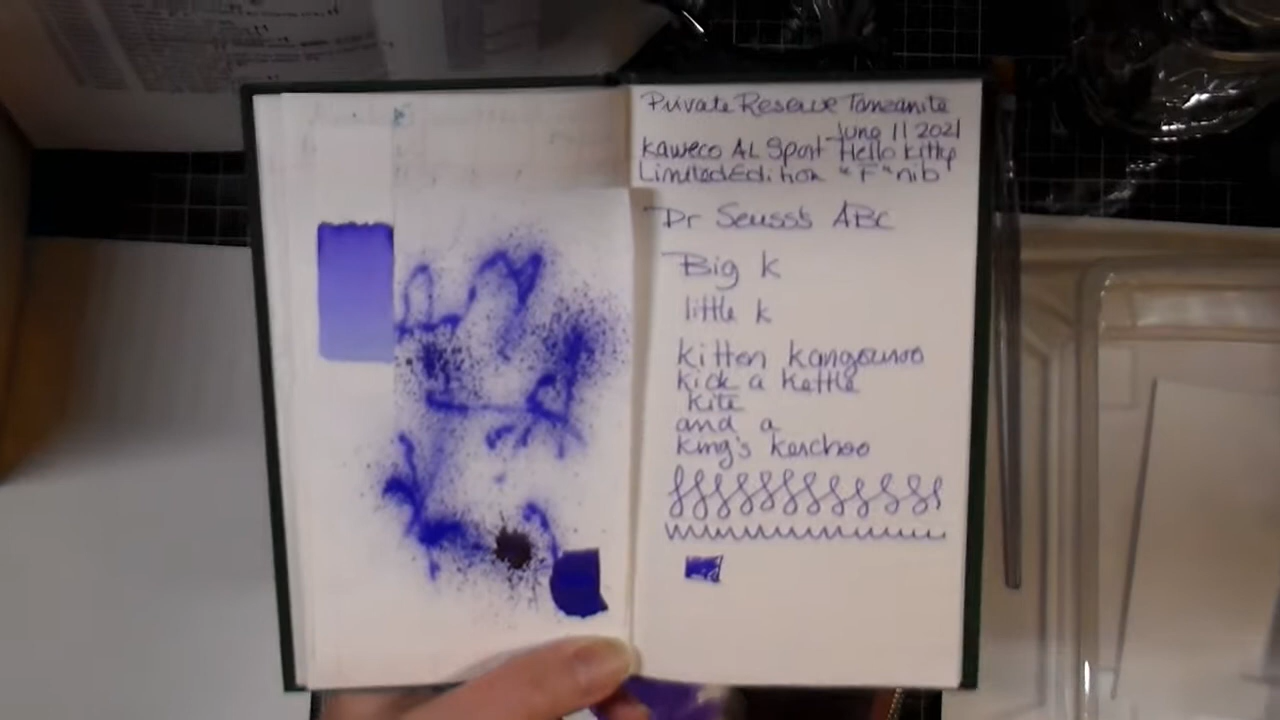 Private Reserve Tanzanite
June 11 2021
Kaweco AL Sport Hello Kitty
Limited Edition "F" nib
Dr Seuss's ABC
Big k
little k
kitten kangaroo
kick a kettle
kite
and a
king's kerchoo